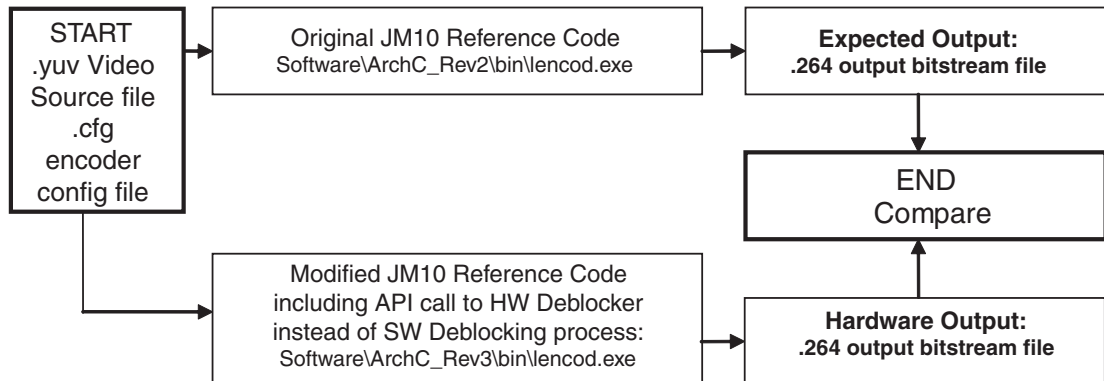 START
.yuv Video
Source file
.cfg
encoder
config file
Original JM10 Reference Code
Software\ArchC_Rev2\bin\lencod.exe
Expected Output:
.264 output bitstream file
END
Compare
Modified JM10 Reference Code
including API call to HW Deblocker
instead of SW Deblocking process:
Software\ArchC_Rev3\bin\lencod.exe
Hardware Output:
.264 output bitstream file